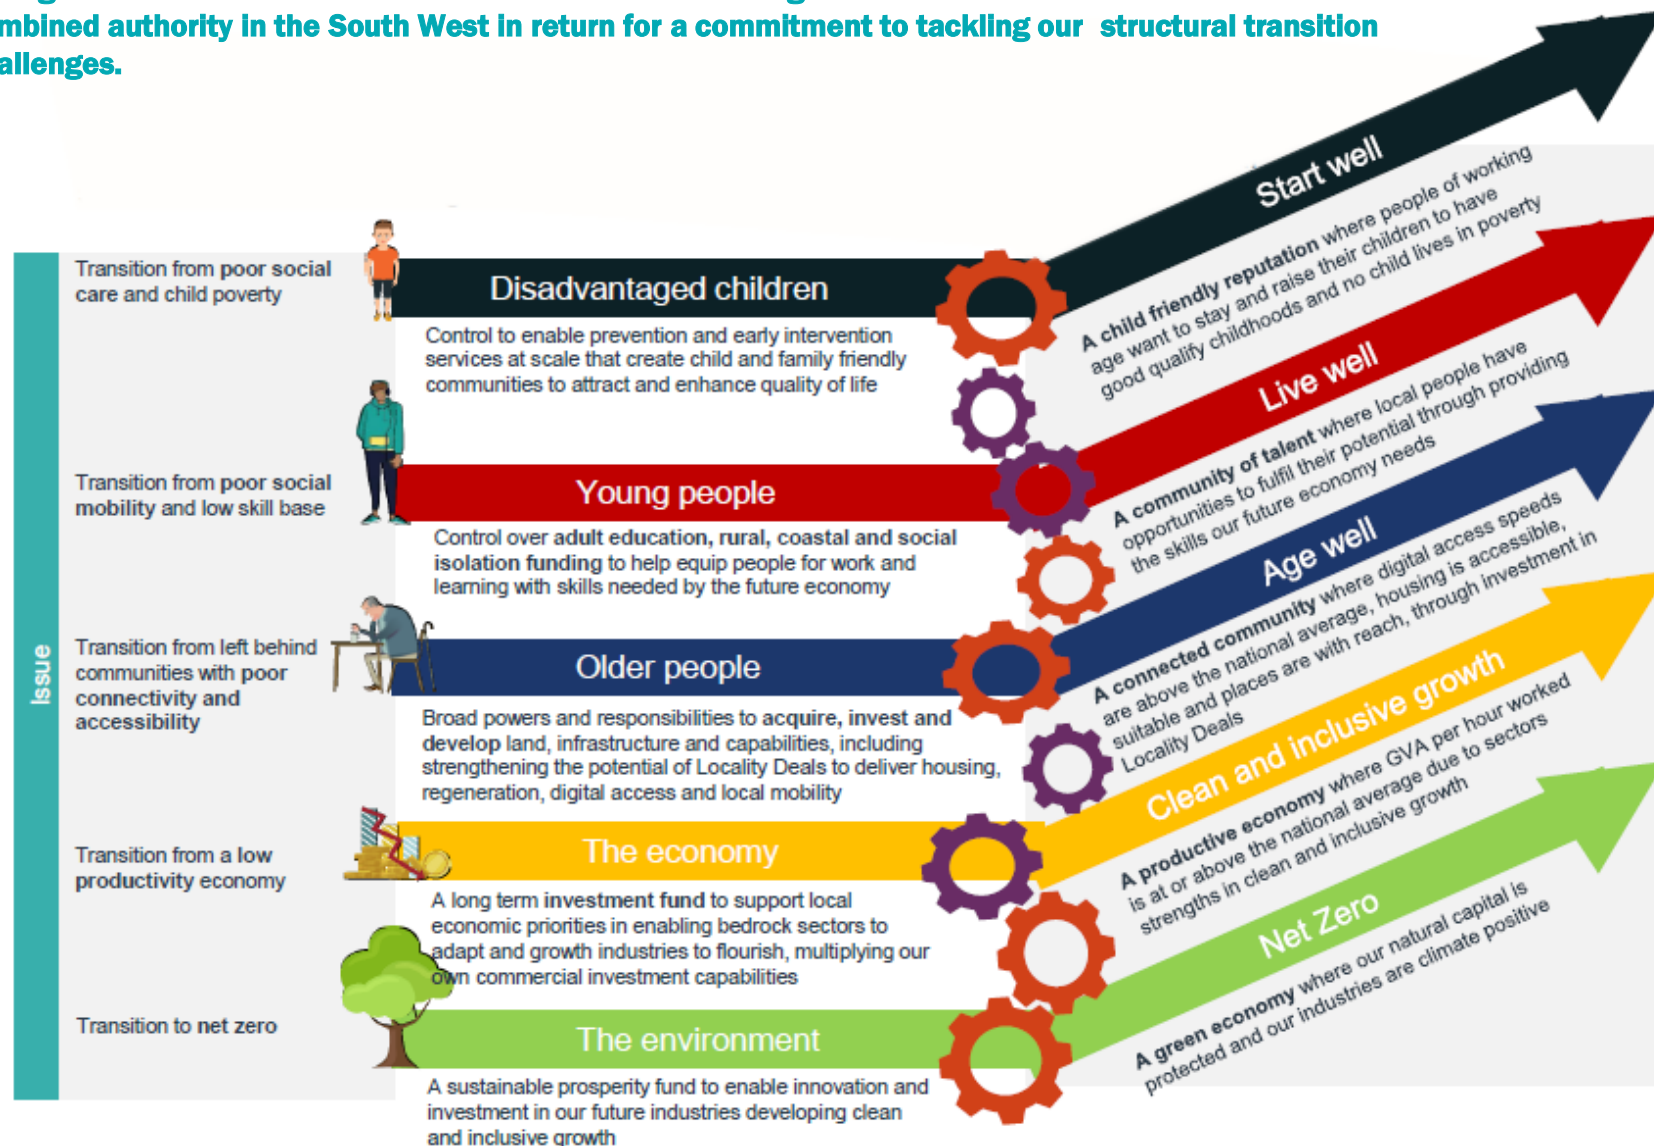 mbined authority in the South West in return for a commitment to tackling our structural transition
allenges.
Issue
Transition from poor social
care and child poverty
Disadvantaged children
Control to enable prevention and early intervention
services at scale that create child and family friendly
communities to attract and enhance quality of life
Start well
A child friendly reputation where people of working
age want to stay and raise their children to have
good qualify childhoods and no child lives in poverty
Transition from poor social
mobility and low skill base
Young people
Control over adult education, rural, coastal and social
isolation funding to help equip people for work and
learning with skills needed by the future economy
Live well
A community of talent where local people have
opportunities to fulfil their potential through providing
the skills our future economy needs
Transition from left behind
communities with poor
connectivity and
accessibility
Older people
Broad powers and responsibilities to acquire, invest and
develop land, infrastructure and capabilities, including
strengthening the potential of Locality Deals to deliver housing,
regeneration, digital access and local mobility
Age well
A connected community where digital access speeds
are above the national average, housing is accessible,
suitable and places are with reach, through investment in
Locality Deals
Transition from a low
productivity economy
The economy
A long term investment fund to support local
economic priorities in enabling bedrock sectors to
adapt and growth industries to flourish, multiplying our
own commercial investment capabilities
Clean and inclusive growth
A productive economy where GVA per hour worked
is at or above the national average due to sectors
strengths in clean and inclusive growth
Transition to net zero
The environment
A sustainable prosperity fund to enable innovation and
investment in our future industries developing clean
and inclusive growth
Net Zero
A green economy where our natural capital is
protected and our industries are climate positive